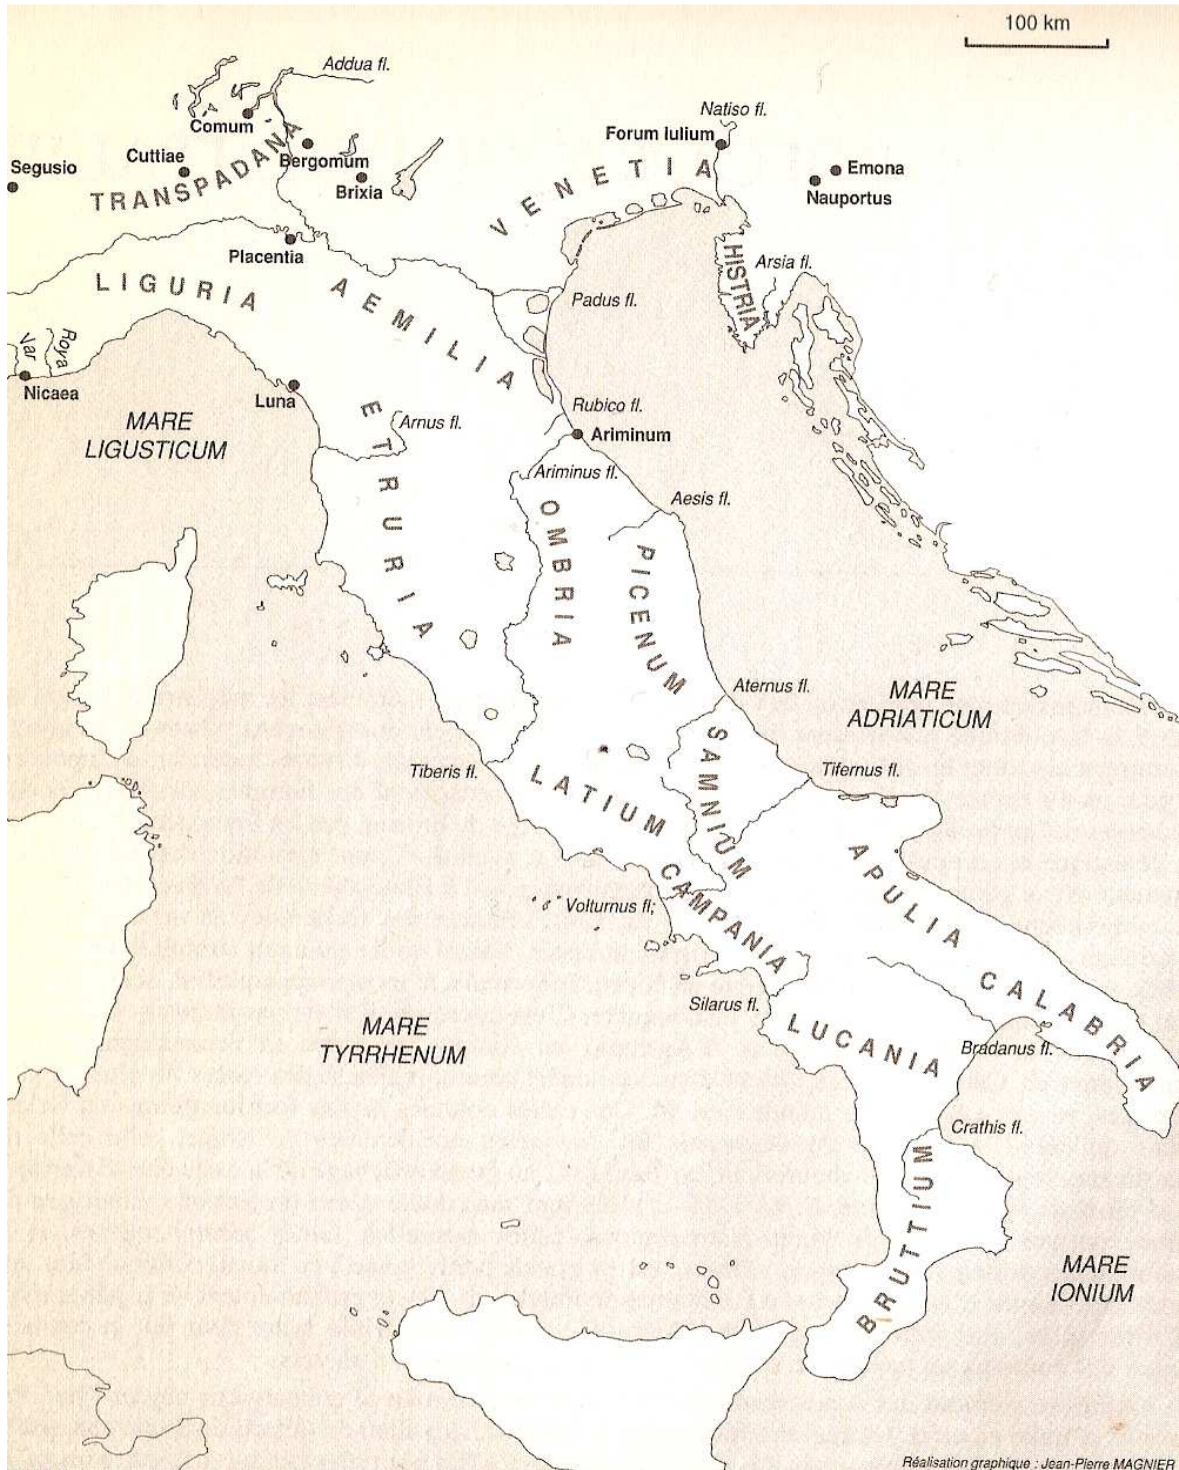 100 km
Addua fl.
Natiso fl.
Comum
Forum Iulium
Segusio
Cuttiae
Bergomum
Emona
TRANSPADANA
Brixia
Nauportus
VENETIA
Placentia
HISTRIA
Arsia fl.
LIGURIA
AEMILIA
Padus fl.
Var
Roya
Nicaea
Luna
Rubico fl.
MARE
LIGUSTICUM
ETRURIA
Arnus fl.
Ariminum
Ariminus fl.
Aesis fl.
OMBRIA
PICENUM
Aternus fl.
MARE
ADRIATICUM
SAMNIUM
Tiberis fl.
Tifernus fl.
LATIUM
CAMPANIA
APULIA
Volturnus fl;
CALABRIA
Silarus fl.
MARE
TYRRHENUM
LUCANIA
Bradanus fl.
Crathis fl.
BRUTTIUM
MARE
IONIUM
Réalisation graphique : Jean-Pierre MAGNIER